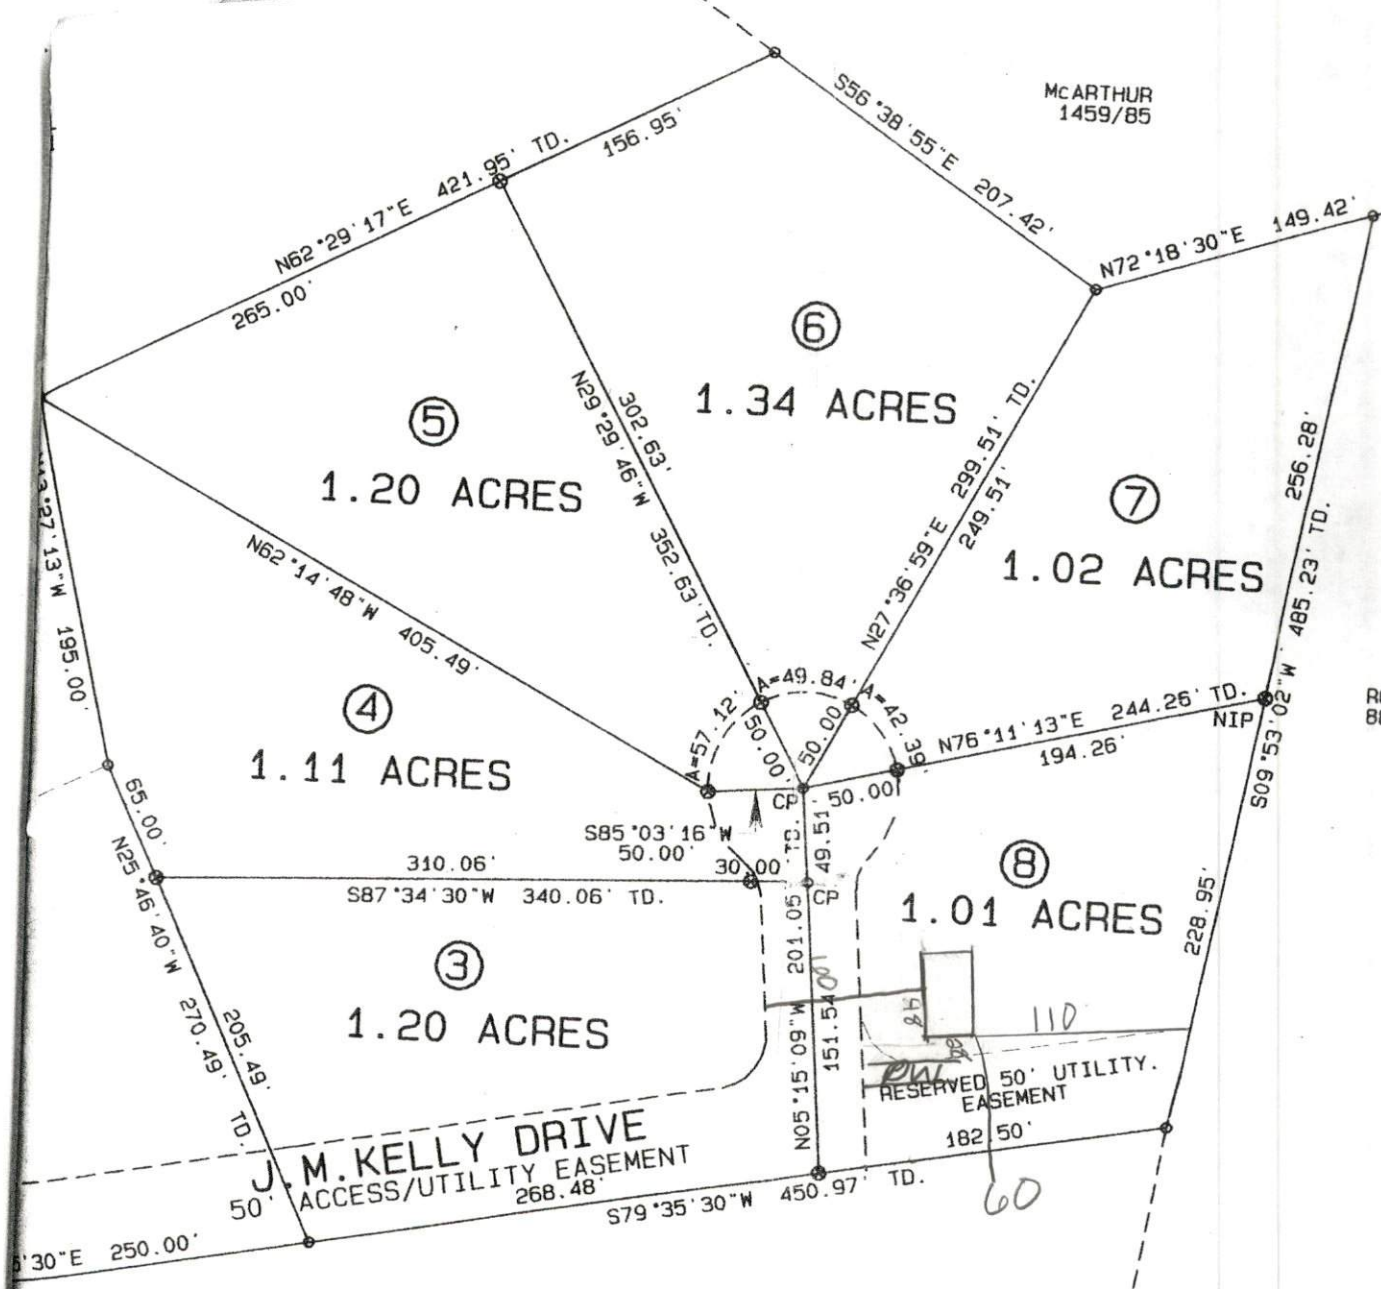 McARTHUR
1459/85
S56°38'55"E 207.42'
N62°29'17"E 421.95' TD.
156.95'
265.00'
N72°18'30"E 149.42'
6
1.34 ACRES
5
1.20 ACRES
302.63'
N29°29'46"W 352.63' TD.
N27°36'59"E 299.51' TD.
249.51'
7
1.02 ACRES
256.28'
S09°53'02"W 485.23' TD.
27'13"W 195.00'
N62°14'48"W 405.49'
4
1.11 ACRES
A=57.12'
A=49.84'
A=42.39'
50.00'
50.00'
N76°11'13"E 244.26' TD.
194.26'
NIP
CP
50.00'
S85°03'16"W
50.00'
65.00'
N25°46'40"W 270.49' TD.
205.49'
310.06'
30.00'
S87°34'30"W 340.06' TD.
49.51'
CP
N05°15'09"W 201.05' TD.
151.54'
3
1.20 ACRES
8
1.01 ACRES
228.95'
100
48
28
110
RESERVED 50' UTILITY.
EASEMENT
182.50'
60
J.M.KELLY DRIVE
50' ACCESS/UTILITY EASEMENT
268.48'
S79°35'30"W 450.97' TD.
'30"E 250.00'